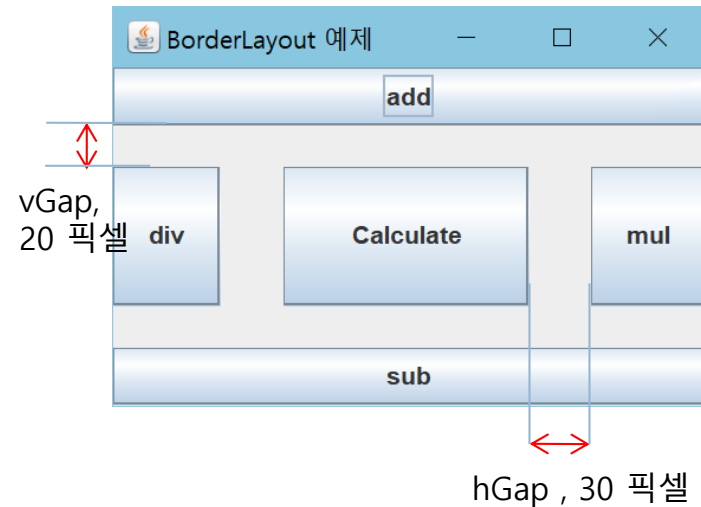 BorderLayout 예제
add
vGap,
20 픽셀
div
Calculate
mul
sub
hGap , 30 픽셀